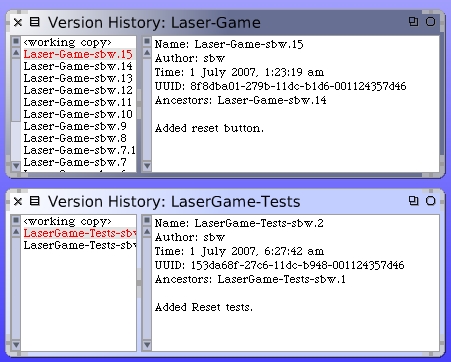 Version History: Laser-Game
<working copy>
Laser-Game-sbw.15
Laser-Game-sbw.14
Laser-Game-sbw.13
Laser-Game-sbw.12
Laser-Game-sbw.11
Laser-Game-sbw.10
Laser-Game-sbw.9
Laser-Game-sbw.8
Laser-Game-sbw.7.1
Laser-Game-sbw.7
Name: Laser-Game-sbw.15
Author: sbw
Time: 1 July 2007, 1:23:19 am
UUID: 8f8dba01-279b-11dc-b1d6-001124357d46
Ancestors: Laser-Game-sbw.14
Added reset button.
Version History: LaserGame-Tests
<working copy>
LaserGame-Tests-sbw
LaserGame-Tests-sbw
Name: LaserGame-Tests-sbw.2
Author: sbw
Time: 1 July 2007, 6:27:42 am
UUID: 153da68f-27c6-11dc-b948-001124357d46
Ancestors: LaserGame-Tests-sbw.1
Added Reset tests.